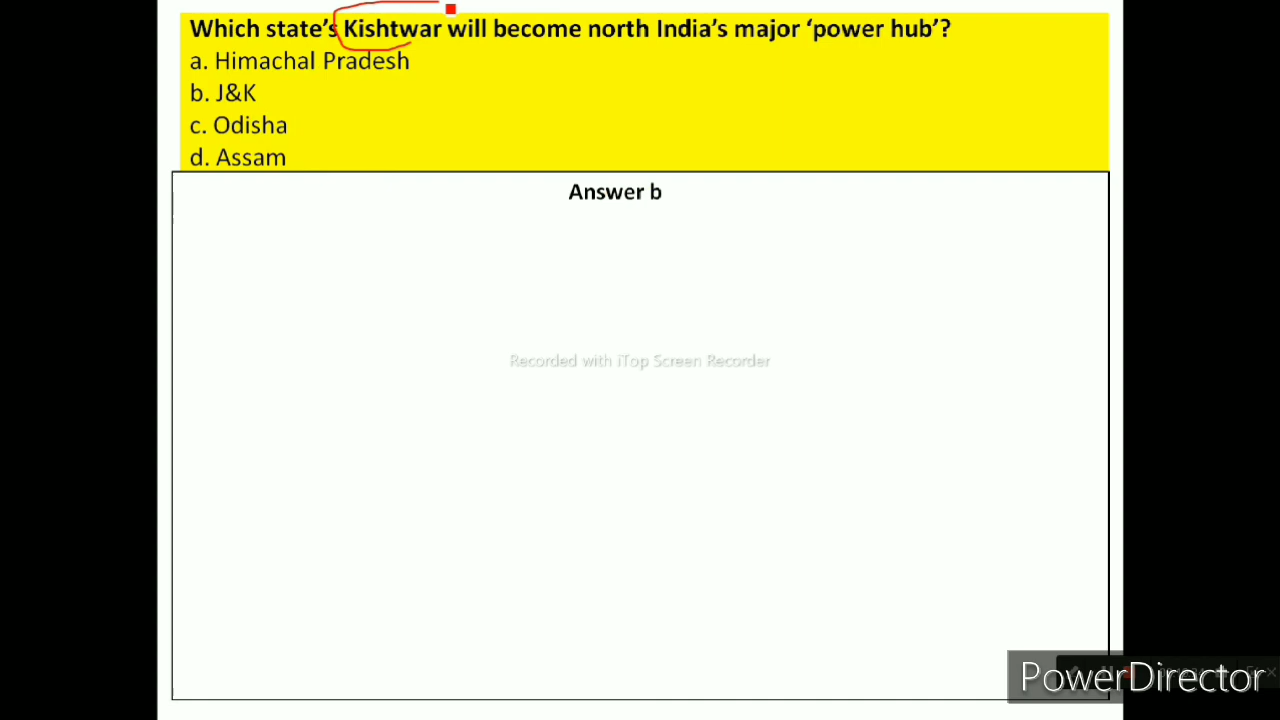 Which state's Kishtwar will become north India's major ‘power hub’?
a. Himachal Pradesh
b. J&K
c. Odisha
d. Assam
Answer b
Recorded with iTop Screen Recorder
PowerDirector